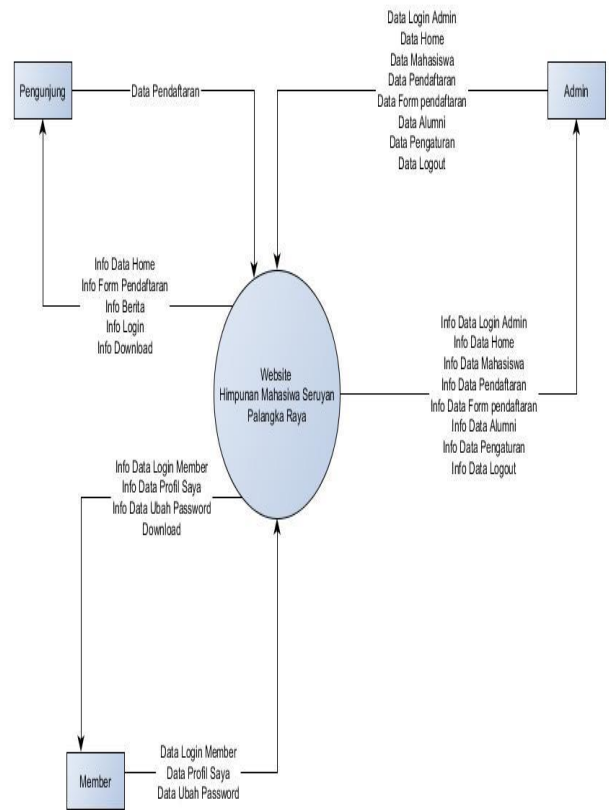 Data Login Admin
Data Home
Data Mahasiswa
Data Pendaftaran
Data Form pendaftaran
Data Alumni
Data Pengaturan
Data Logout
Pengunjung
Data Pendaftaran
Admin
Info Data Home
Info Form Pendaftaran
Info Berita
Info Login
Info Download
Website
Himpunan Mahasiwa Seruyan
Palangka Raya
Info Data Login Admin
Info Data Home
Info Data Mahasiswa
Info Data Pendaftaran
Info Data Form pendaftaran
Info Data Alumni
Info Data Pengaturan
Info Data Logout
Info Data Login Member
Info Data Profil Saya
Info Data Ubah Password
Download
Member
Data Login Member
Data Profil Saya
Data Ubah Password